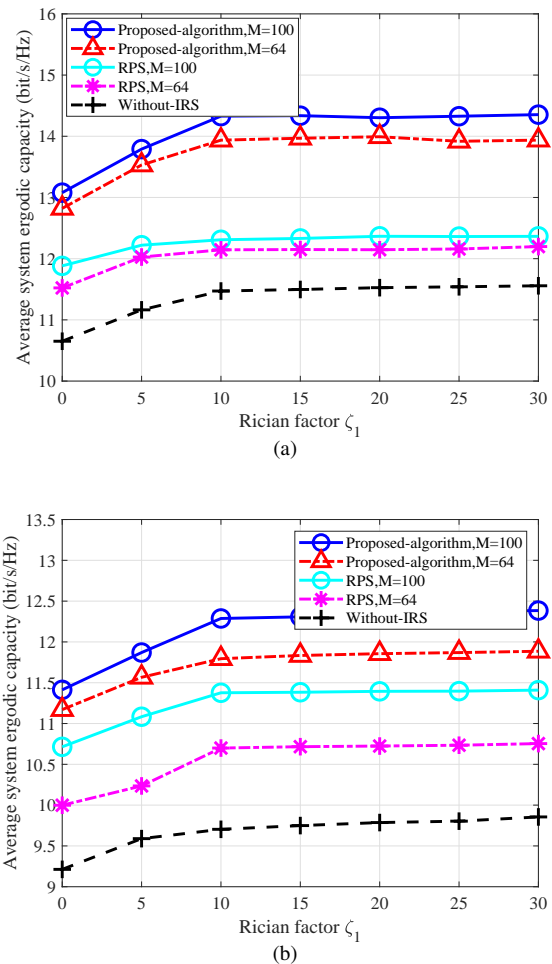 16
15
14
13
12
11
10
Average system ergodic capacity (bit/s/Hz)
Proposed-algorithm,M=100
Proposed-algorithm,M=64
RPS,M=100
RPS,M=64
Without-IRS
0 5 10 15 20 25 30
Rician factor ζ₁
(a)
13.5
13
12.5
12
11.5
11
10.5
10
9.5
9
Average system ergodic capacity (bit/s/Hz)
Proposed-algorithm,M=100
Proposed-algorithm,M=64
RPS,M=100
RPS,M=64
Without-IRS
0 5 10 15 20 25 30
Rician factor ζ₁
(b)